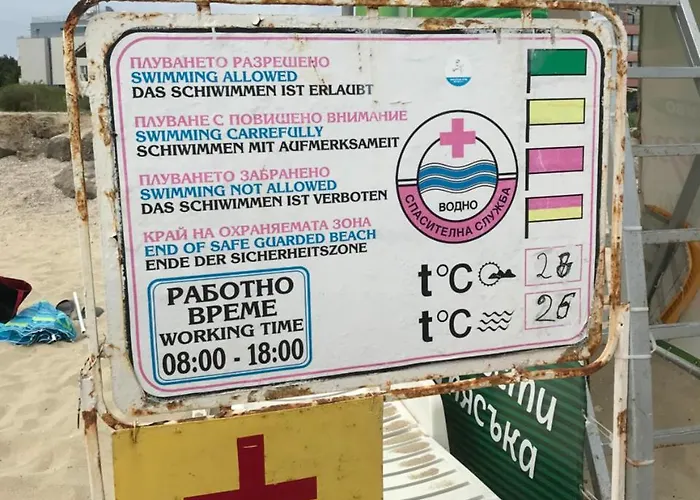 ПЛУВАНЕТО РАЗРЕШЕНО
SWIMMING ALLOWED
DAS SCHIWIMMEN IST ERLAUBT
ПЛУВАНЕ С ПОВИШЕНО ВНИМАНИЕ
SWIMMING CARREFULLY
SCHIWIMMEN MIT AUFMERKSAMEIT
ПЛУВАНЕТО ЗАБРАНЕНО
SWIMMING NOT ALLOWED
DAS SCHIWIMMEN IST VERBOTEN
КРАЙ НА ОХРАНЯЕМАТА ЗОНА
END OF SAFE GUARDED BEACH
ENDE DER SICHERHEITSZONE
РАБОТНО
ВРЕМЕ
WORKING TIME
08:00 - 18:00
ВОДНО
СПАСИТЕЛНА СЛУЖБА
t°C 28
t°C 26
пясъка